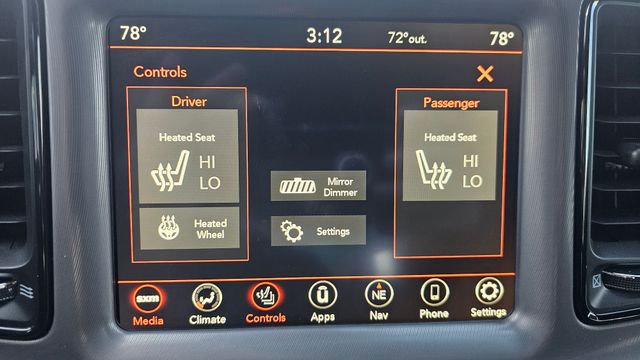 78° 3:12 72°out. 78°
Controls
Driver
Passenger
Heated Seat
HI
LO
Heated Seat
HI
LO
Mirror
Dimmer
Heated
Wheel
Settings
sxm NE
Media Climate Controls Apps Nav Phone Settings